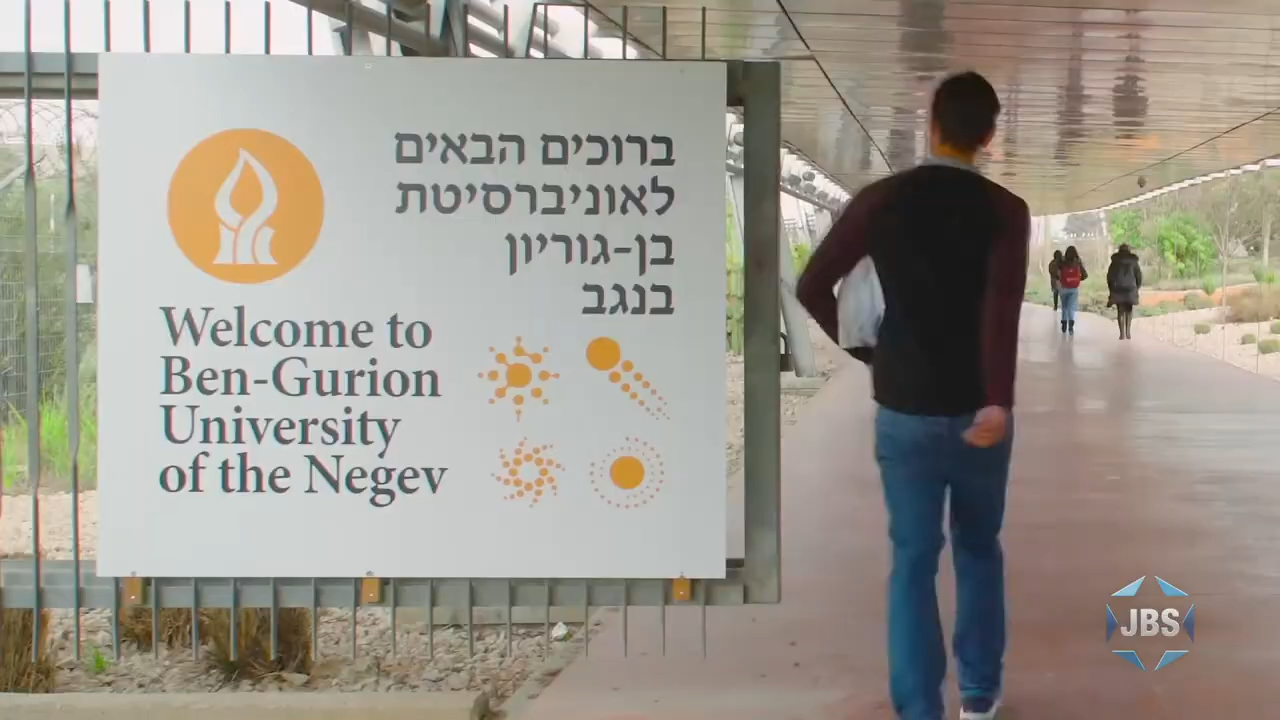 ברוכים הבאים
לאוניברסיטת
בן-גוריון
בנגב
Welcome to
Ben-Gurion
University
of the Negev
JBS